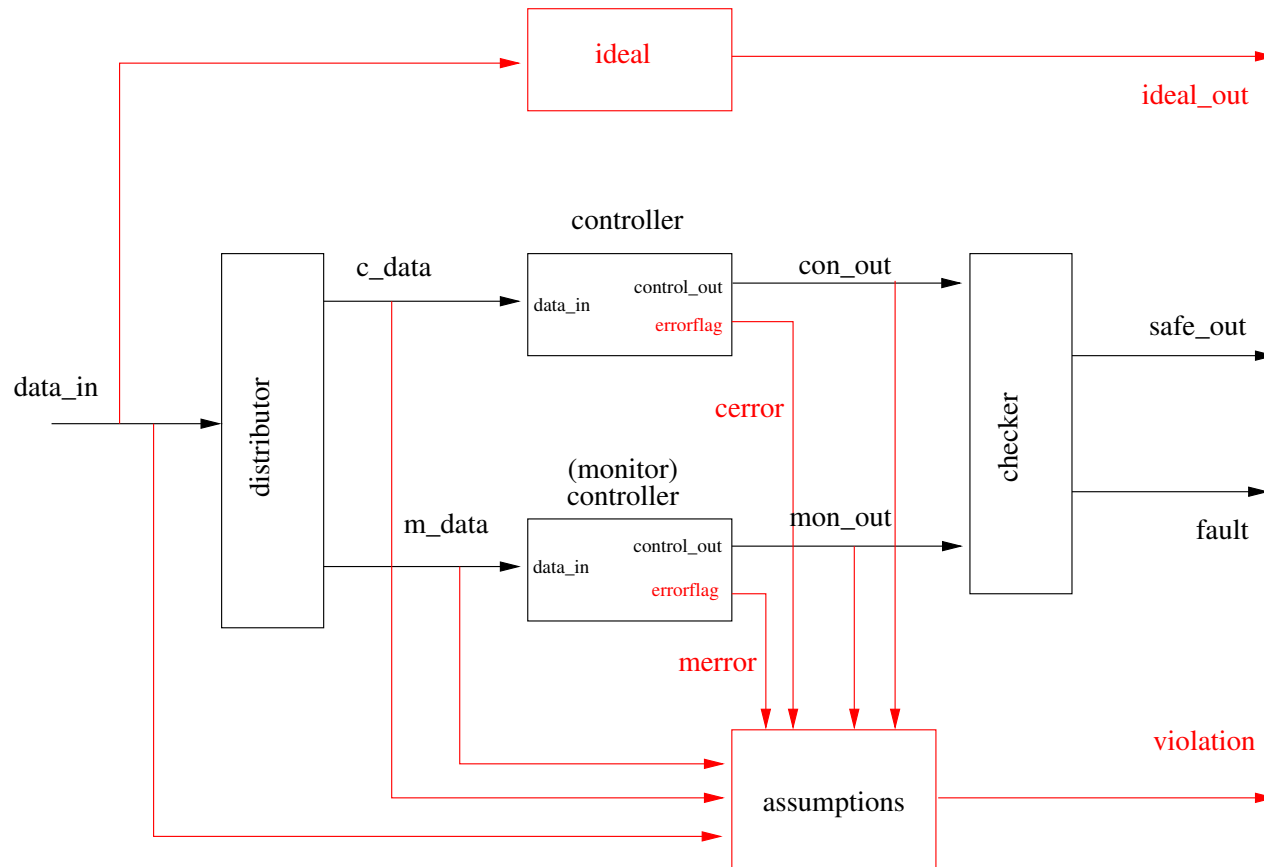 ideal
ideal_out
controller
c_data
con_out
control_out
data_in
errorflag
safe_out
data_in
distributor
cerror
checker
(monitor)
controller
m_data
mon_out
fault
control_out
data_in
errorflag
merror
violation
assumptions